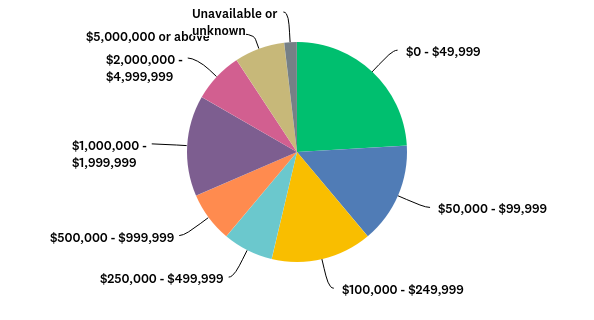 Unavailable or
unknown
$5,000,000 or above
$0 - $49,999
$2,000,000 -
$4,999,999
$1,000,000 -
$1,999,999
$50,000 - $99,999
$500,000 - $999,999
$250,000 - $499,999
$100,000 - $249,999